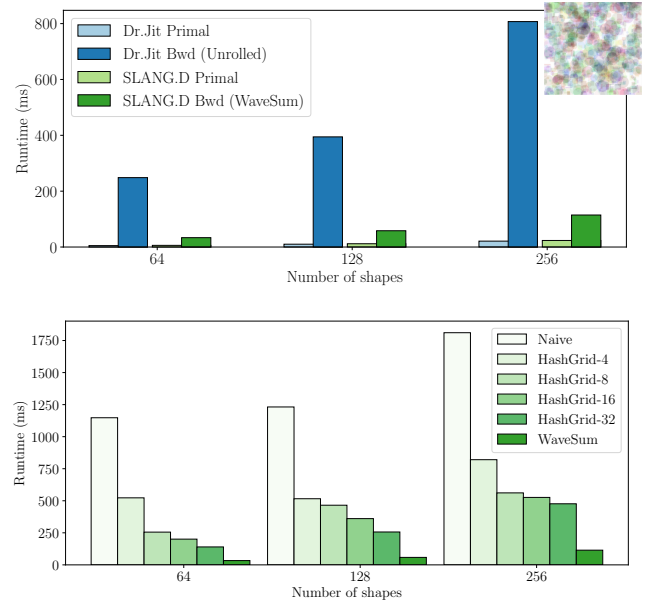 800
600
400
200
0
Runtime (ms)
Dr.Jit Primal
Dr.Jit Bwd (Unrolled)
SLANG.D Primal
SLANG.D Bwd (WaveSum)
64 128 256
Number of shapes
1750
1500
1250
1000
750
500
250
0
Runtime (ms)
Naive
HashGrid-4
HashGrid-8
HashGrid-16
HashGrid-32
WaveSum
64 128 256
Number of shapes